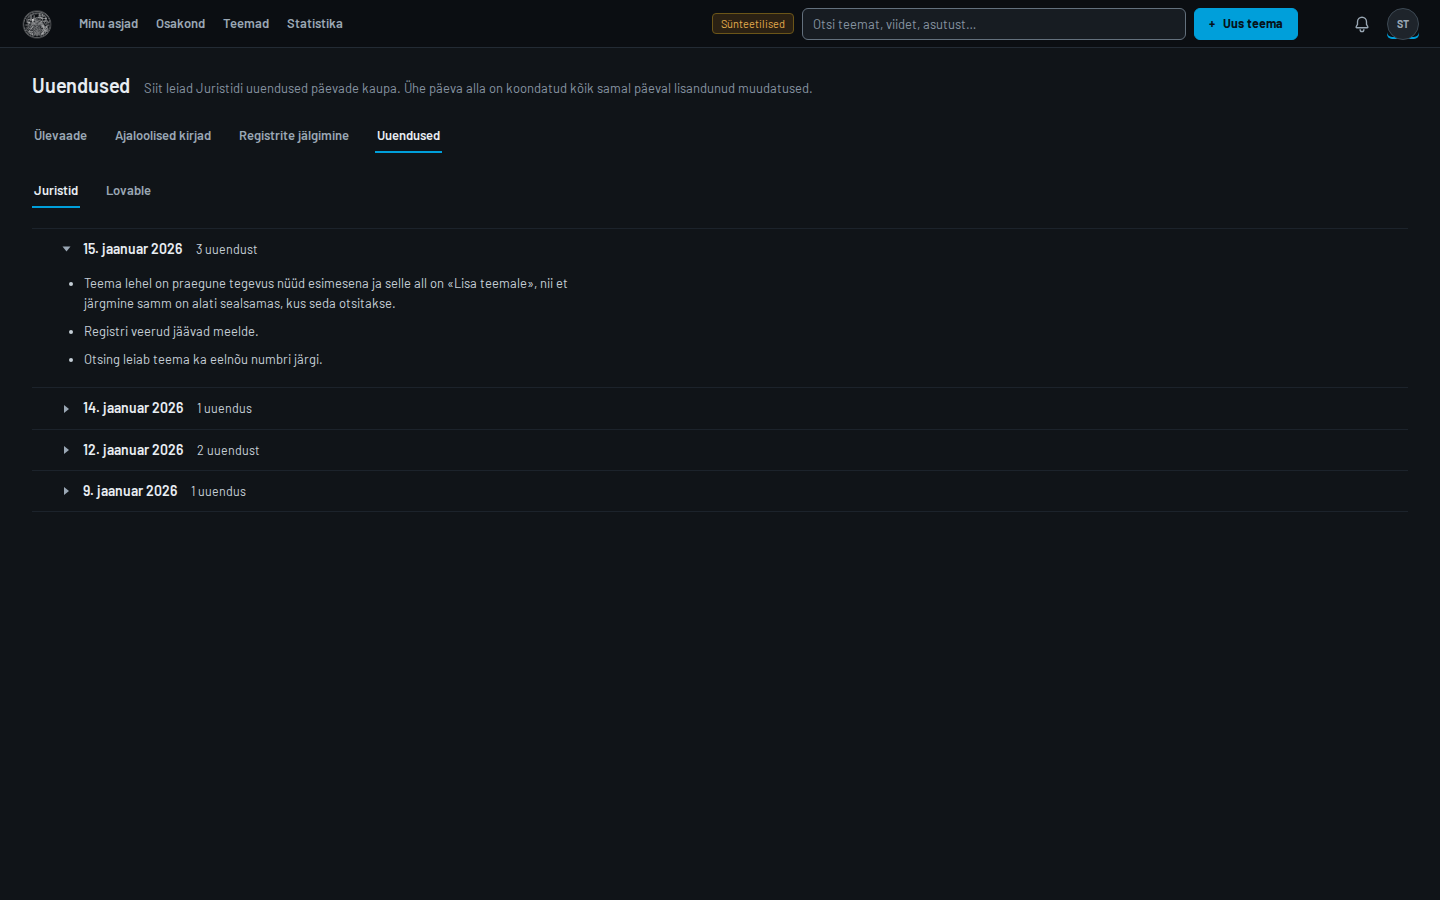 Minu asjad
Osakond
Teemad
Statistika
Sünteetilised
Otsi teemat, viidet, asutust...
+ Uus teema
ST
Uuendused
Siit leiad Juristidi uuendused päevade kaupa. Ühe päeva alla on koondatud kõik samal päeval lisandunud muudatused.
Ülevaade
Ajaloolised kirjad
Registrite jälgimine
Uuendused
Juristid
Lovable
15. jaanuar 2026 3 uuendust
• Teema lehel on praegune tegevus nüüd esimesena ja selle all on «Lisa teemale», nii et
järgmine samm on alati sealsamas, kus seda otsitakse.
• Registri veerud jäävad meelde.
• Otsing leiab teema ka eelnõu numbri järgi.
14. jaanuar 2026 1 uuendus
12. jaanuar 2026 2 uuendust
9. jaanuar 2026 1 uuendus